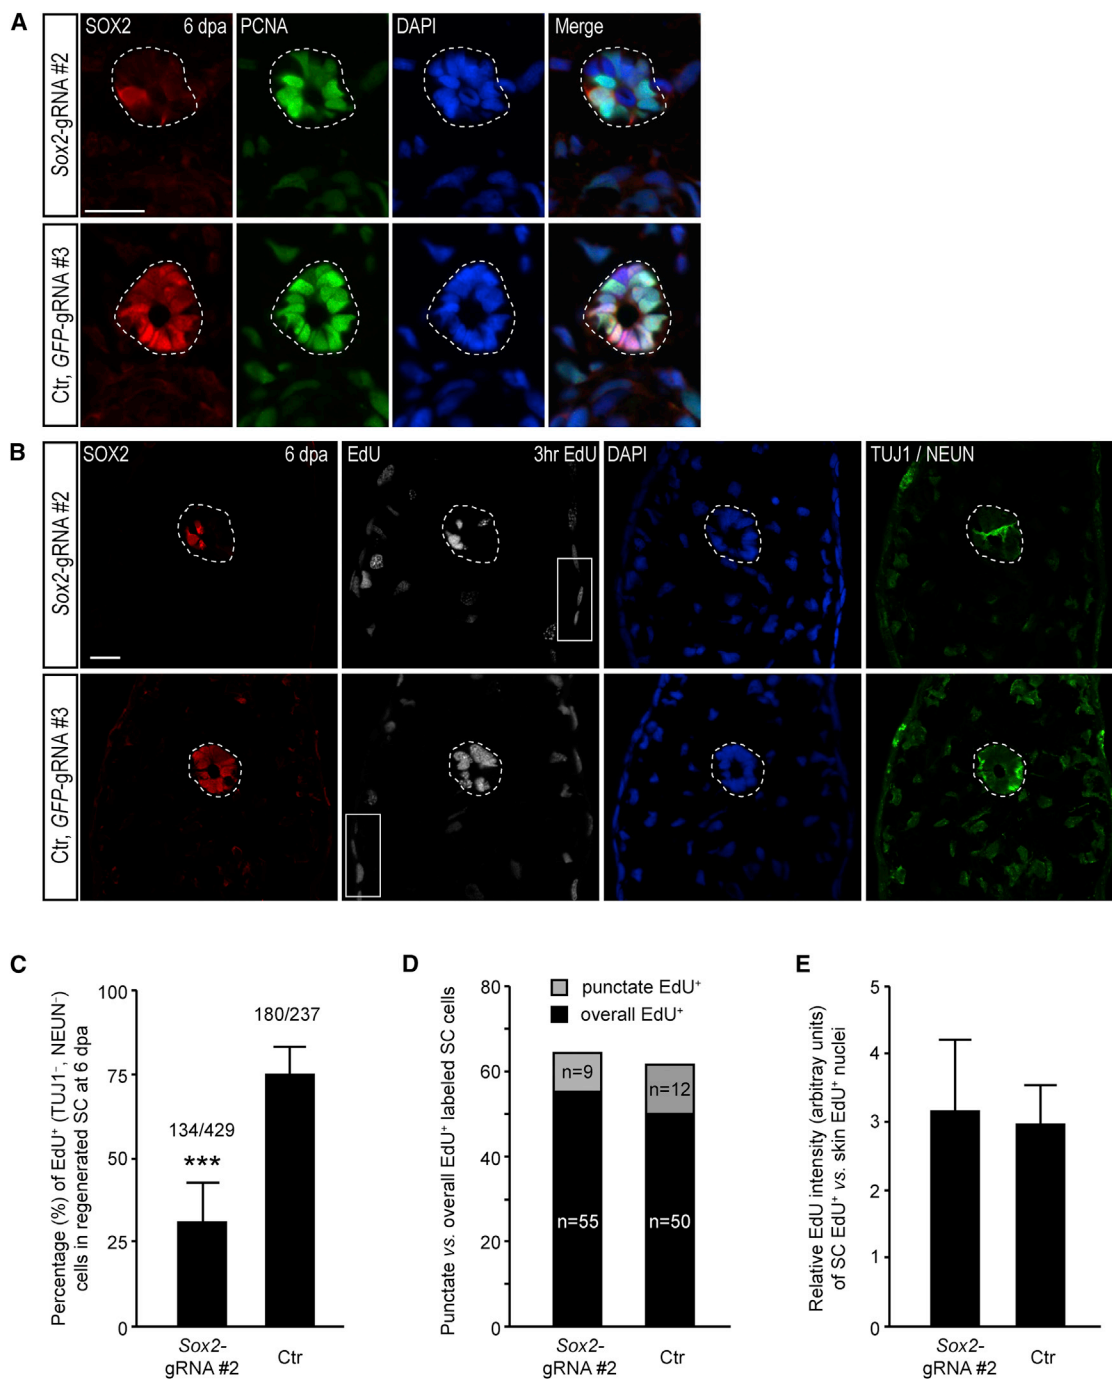 A
SOX2 6 dpa
PCNA
DAPI
Merge
Sox2-gRNA #2
Ctr, GFP-gRNA #3
B
SOX2 6 dpa
EdU 3hr EdU
DAPI
TUJ1 / NEUN
Sox2-gRNA #2
Ctr, GFP-gRNA #3
C
Percentage (%) of EdU⁺ (TUJ1⁻, NEUN⁻)
cells in regenerated SC at 6 dpa
100
75
50
25
0
134/429
***
180/237
Sox2-
gRNA #2
Ctr
D
Punctate vs. overall EdU⁺ labeled SC cells
80
60
40
20
0
punctate EdU⁺
overall EdU⁺
n=9
n=55
n=12
n=50
Sox2-
gRNA #2
Ctr
E
Relative EdU intensity (arbitray units)
of SC EdU⁺ vs. skin EdU⁺ nuclei
5
4
3
2
1
0
Sox2-
gRNA #2
Ctr